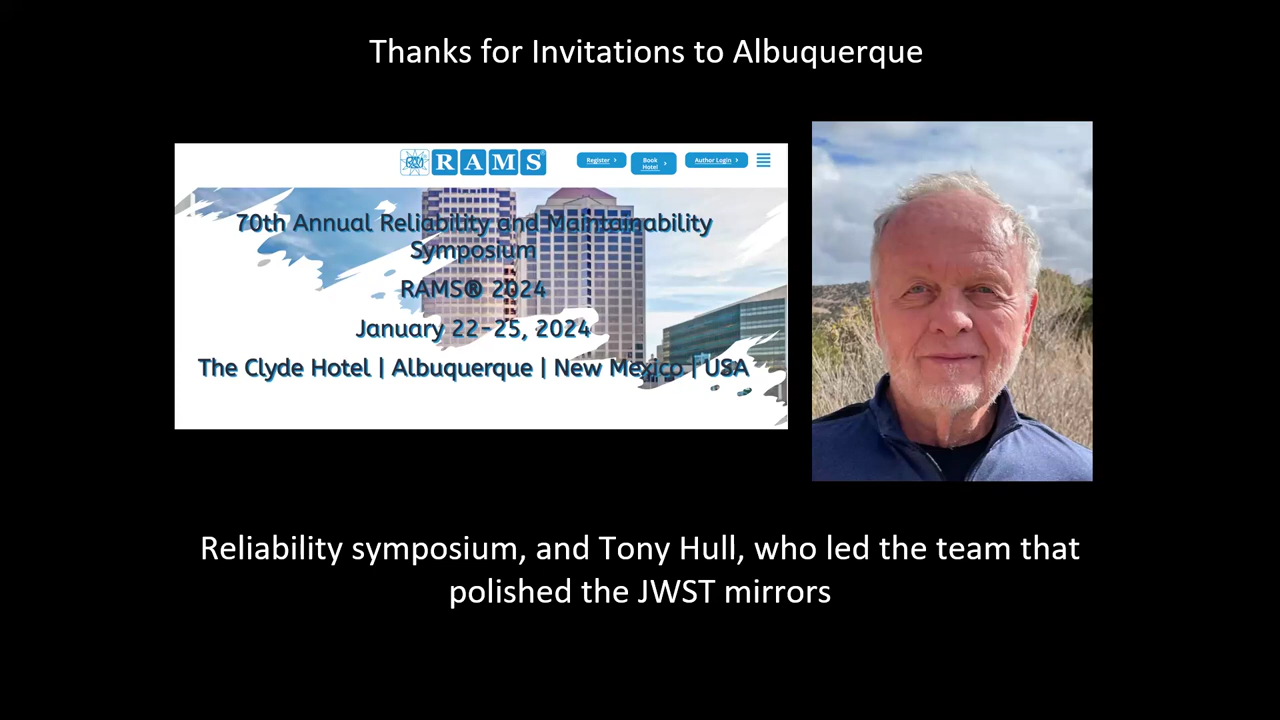 Thanks for Invitations to Albuquerque
RAMS®
Register
Book
Hotel
Author Login
70th Annual Reliability and Maintainability
Symposium
RAMS® 2024
January 22-25, 2024
The Clyde Hotel | Albuquerque | New Mexico | USA
Reliability symposium, and Tony Hull, who led the team that
polished the JWST mirrors